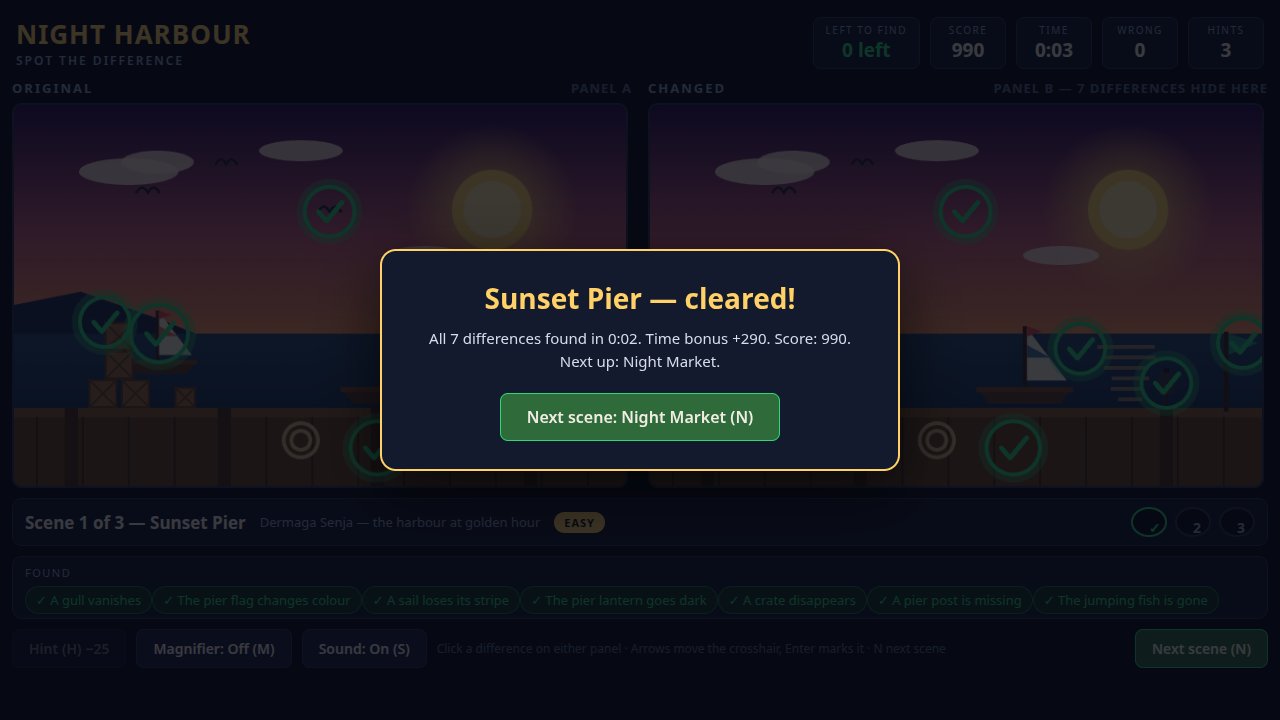 NIGHT HARBOUR
SPOT THE DIFFERENCE
LEFT TO FIND
0 left
SCORE
990
TIME
0:03
WRONG
0
HINTS
3
ORIGINAL
PANEL A
CHANGED
PANEL B — 7 DIFFERENCES HIDE HERE
Sunset Pier — cleared!
All 7 differences found in 0:02. Time bonus +290. Score: 990.
Next up: Night Market.
Next scene: Night Market (N)
Scene 1 of 3 — Sunset Pier
Dermaga Senja — the harbour at golden hour
EASY
✓
2
3
FOUND
✓ A gull vanishes
✓ The pier flag changes colour
✓ A sail loses its stripe
✓ The pier lantern goes dark
✓ A crate disappears
✓ A pier post is missing
✓ The jumping fish is gone
Hint (H) −25
Magnifier: Off (M)
Sound: On (S)
Click a difference on either panel · Arrows move the crosshair, Enter marks it · N next scene
Next scene (N)